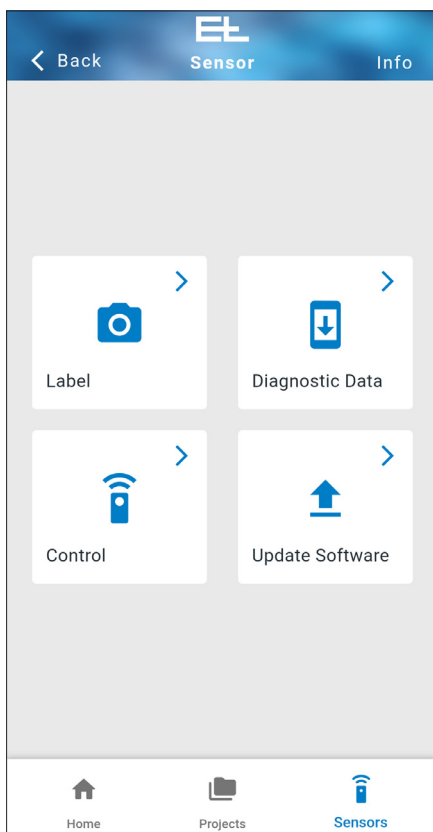 Back
Sensor
Info
Label
Diagnostic Data
Control
Update Software
Home
Projects
Sensors